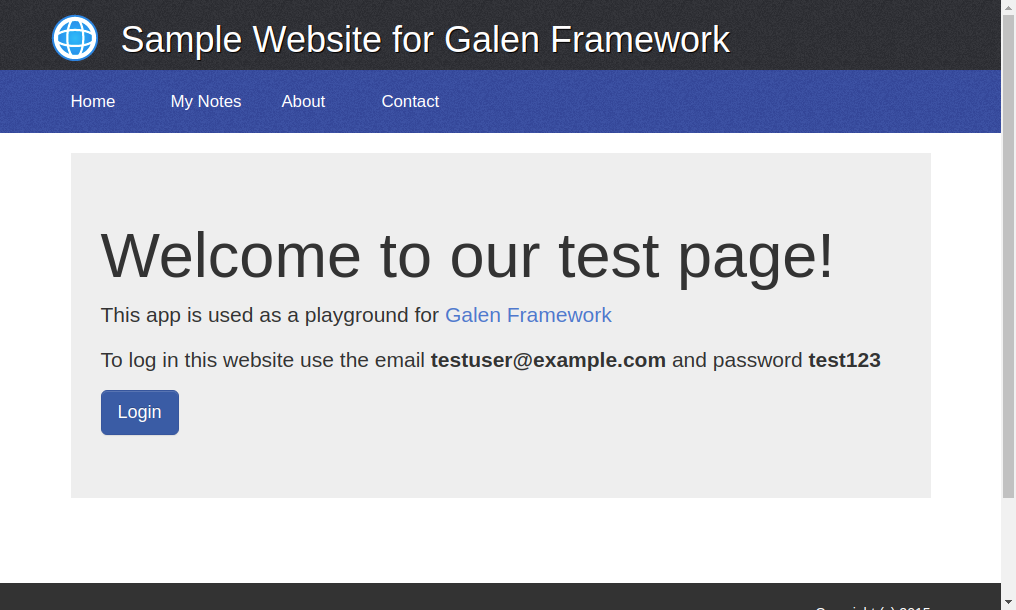 Sample Website for Galen Framework
Home My Notes About Contact
Welcome to our test page!
This app is used as a playground for Galen Framework
To log in this website use the email testuser@example.com and password test123
Login